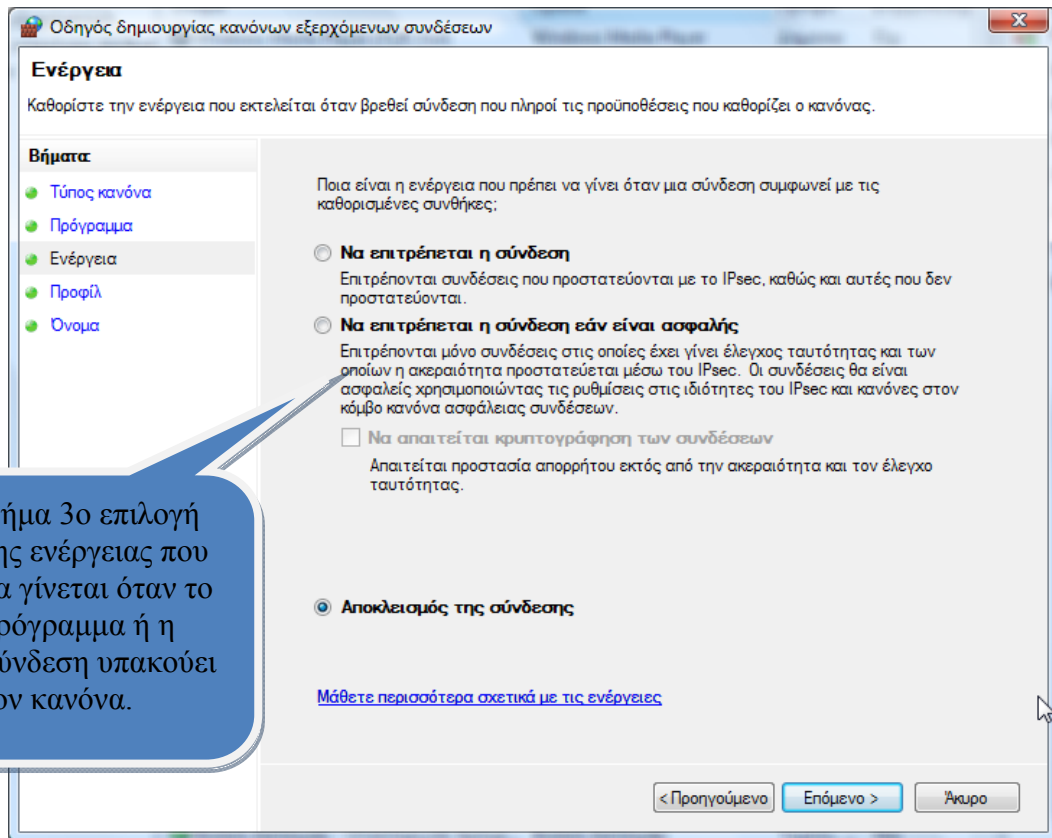 Οδηγός δημιουργίας κανόνων εξερχόμενων συνδέσεων
Ενέργεια
Καθορίστε την ενέργεια που εκτελείται όταν βρεθεί σύνδεση που πληροί τις προϋποθέσεις που καθορίζει ο κανόνας.
Βήματα:
Τύπος κανόνα
Πρόγραμμα
Ενέργεια
Προφίλ
Όνομα
Ποια είναι η ενέργεια που πρέπει να γίνει όταν μια σύνδεση συμφωνεί με τις
καθορισμένες συνθήκες;
Να επιτρέπεται η σύνδεση
Επιτρέπονται συνδέσεις που προστατεύονται με το IPsec, καθώς και αυτές που δεν
προστατεύονται.
Να επιτρέπεται η σύνδεση εάν είναι ασφαλής
Επιτρέπονται μόνο συνδέσεις στις οποίες έχει γίνει έλεγχος ταυτότητας και των
οποίων η ακεραιότητα προστατεύεται μέσω του IPsec. Οι συνδέσεις θα είναι
ασφαλείς χρησιμοποιώντας τις ρυθμίσεις στις ιδιότητες του IPsec και κανόνες στον
κόμβο κανόνα ασφάλειας συνδέσεων.
Να απαιτείται κρυπτογράφηση των συνδέσεων
Απαιτείται προστασία απορρήτου εκτός από την ακεραιότητα και τον έλεγχο
ταυτότητας.
Αποκλεισμός της σύνδεσης
Μάθετε περισσότερα σχετικά με τις ενέργειες
ήμα 3ο επιλογή
ης ενέργειας που
α γίνεται όταν το
ρόγραμμα ή η
ύνδεση υπακούει
ον κανόνα.
< Προηγούμενο
Επόμενο >
Άκυρο